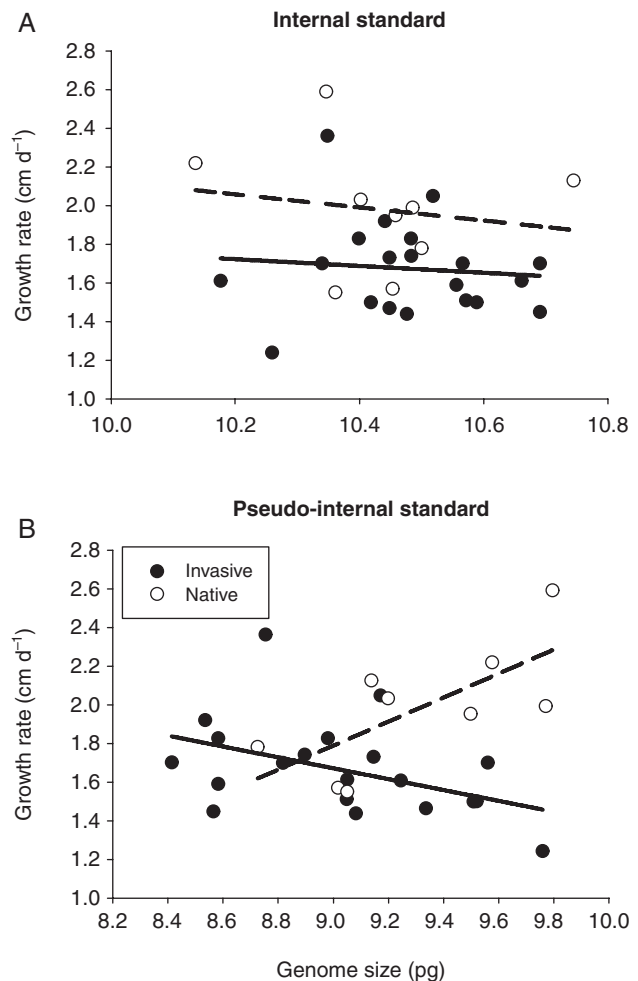 A
Internal standard
2.8
2.6
2.4
2.2
2.0
1.8
1.6
1.4
1.2
1.0
Growth rate (cm d⁻¹)
10.0 10.2 10.4 10.6 10.8
B
Pseudo-internal standard
2.8
2.6
2.4
2.2
2.0
1.8
1.6
1.4
1.2
1.0
Growth rate (cm d⁻¹)
Invasive
Native
8.2 8.4 8.6 8.8 9.0 9.2 9.4 9.6 9.8 10.0
Genome size (pg)